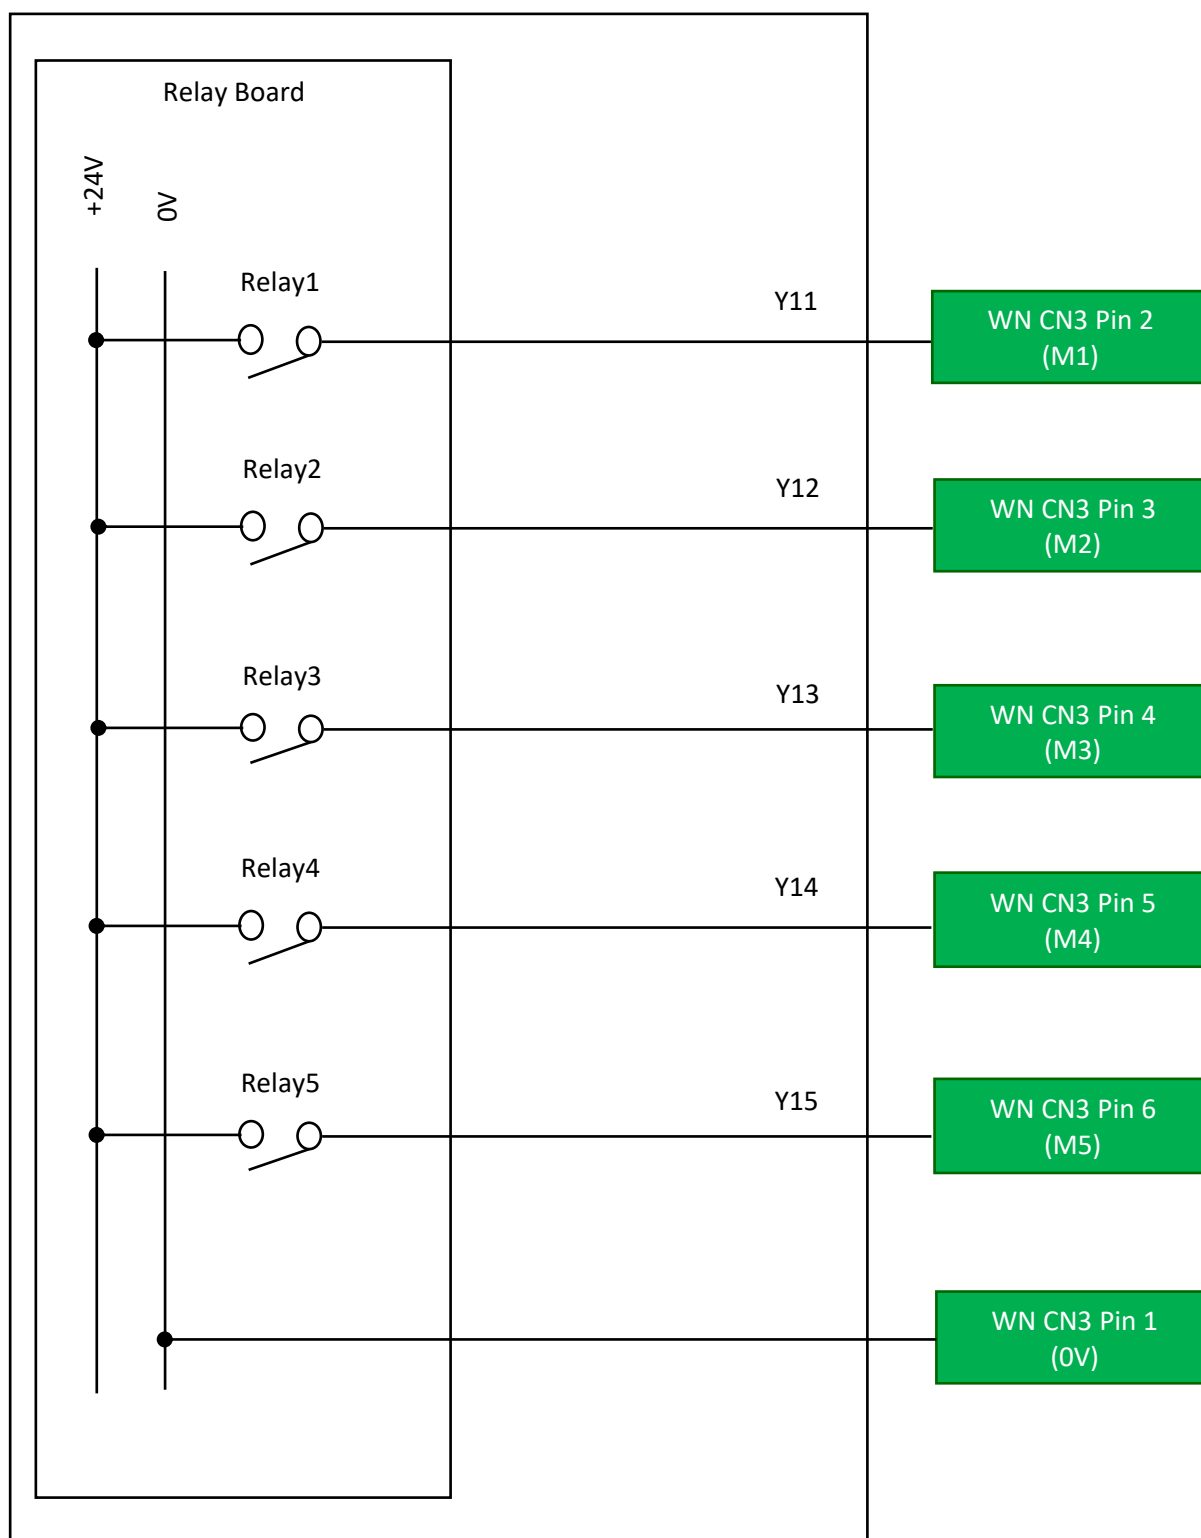 Relay Board
+24V
0V
Relay1
Y11
WN CN3 Pin 2
(M1)
Relay2
Y12
WN CN3 Pin 3
(M2)
Relay3
Y13
WN CN3 Pin 4
(M3)
Relay4
Y14
WN CN3 Pin 5
(M4)
Relay5
Y15
WN CN3 Pin 6
(M5)
WN CN3 Pin 1
(0V)